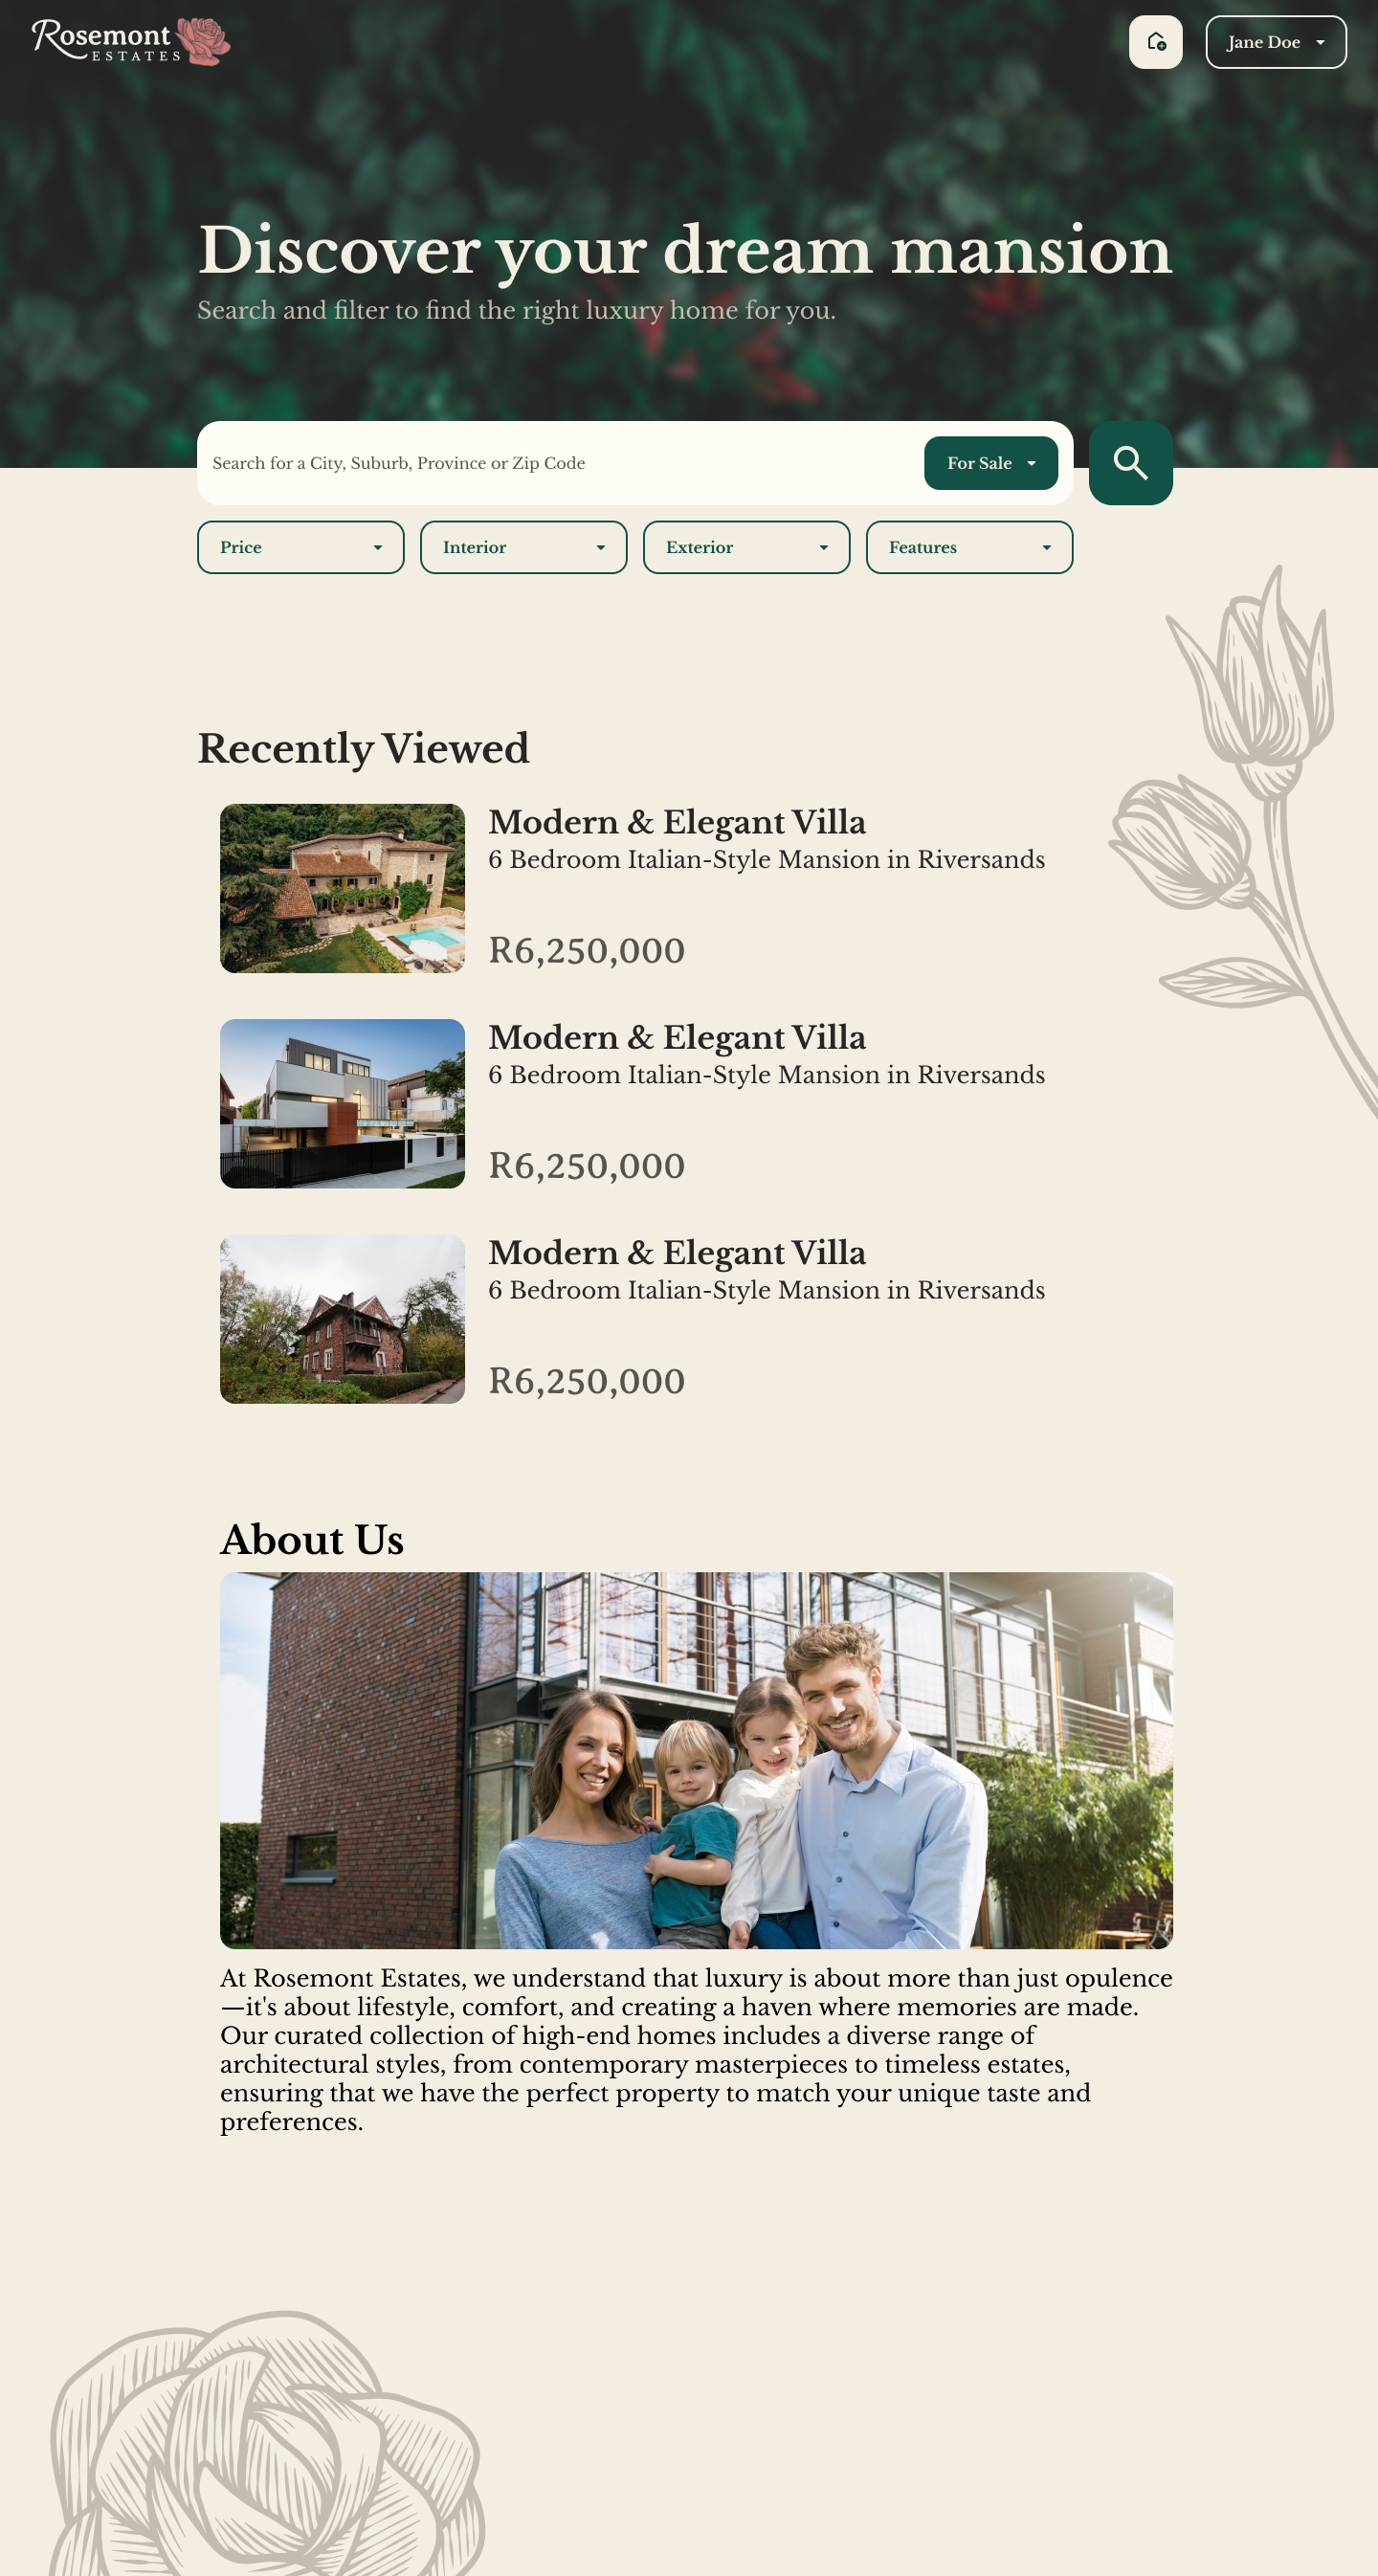 Rosemont
ESTATES
Jane Doe
Discover your dream mansion
Search and filter to find the right luxury home for you.
Search for a City, Suburb, Province or Zip Code
For Sale
Price
Interior
Exterior
Features
Recently Viewed
Modern & Elegant Villa
6 Bedroom Italian-Style Mansion in Riversands
R6,250,000
Modern & Elegant Villa
6 Bedroom Italian-Style Mansion in Riversands
R6,250,000
Modern & Elegant Villa
6 Bedroom Italian-Style Mansion in Riversands
R6,250,000
About Us
At Rosemont Estates, we understand that luxury is about more than just opulence
—it's about lifestyle, comfort, and creating a haven where memories are made.
Our curated collection of high-end homes includes a diverse range of
architectural styles, from contemporary masterpieces to timeless estates,
ensuring that we have the perfect property to match your unique taste and
preferences.